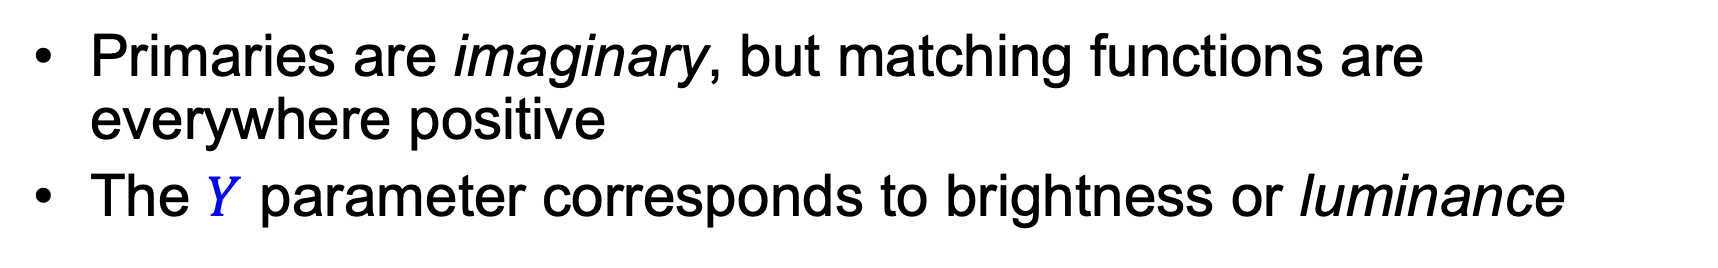 • Primaries are imaginary, but matching functions are
everywhere positive
• The Y parameter corresponds to brightness or luminance